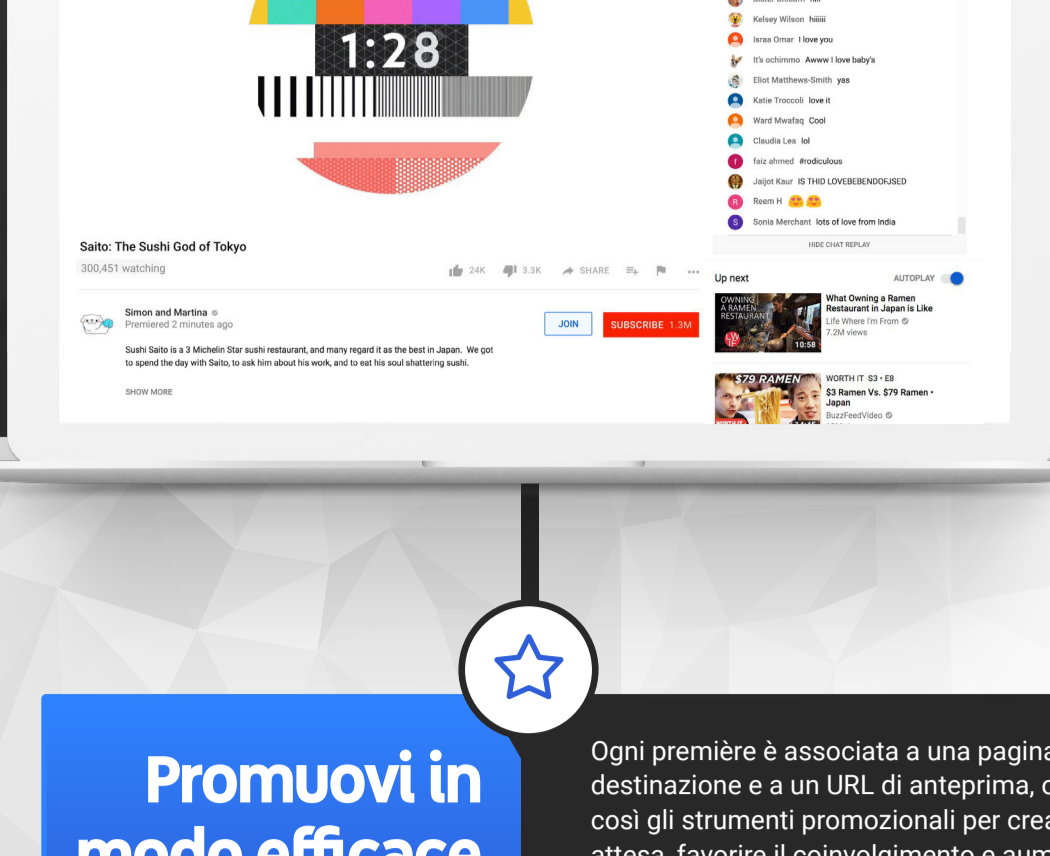 1:28
Kelsey Wilson hiiiiii
Israa Omar I love you
It's ochimmo Awww I love baby's
Eliot Matthews-Smith yas
Katie Troccoli love it
Ward Mwafaq Cool
Claudia Lea lol
f faiz ahmed #rodiculous
Jaijot Kaur IS THID LOVEBEBENDOFJSED
R Reem H 😍 😍
S Sonia Merchant lots of love from India
HIDE CHAT REPLAY
Saito: The Sushi God of Tokyo
300,451 watching
24K 3.3K SHARE
Simon and Martina
Premiered 2 minutes ago
JOIN SUBSCRIBE 1.3M
Sushi Saito is a 3 Michelin Star sushi restaurant, and many regard it as the best in Japan. We got
to spend the day with Saito, to ask him about his work, and to eat his soul shattering sushi.
SHOW MORE
Up next AUTOPLAY
OWNING
A RAMEN
RESTAURANT
10:58
What Owning a Ramen
Restaurant in Japan is Like
Life Where I'm From
7.2M views
$79 RAMEN
WORTH IT S3 • E8
$3 Ramen Vs. $79 Ramen •
Japan
BuzzFeedVideo
Promuovi in
modo efficace
Ogni première è associata a una pagina
destinazione e a un URL di anteprima,
così gli strumenti promozionali per crea
attesa, favorire il coinvolgimento e aum